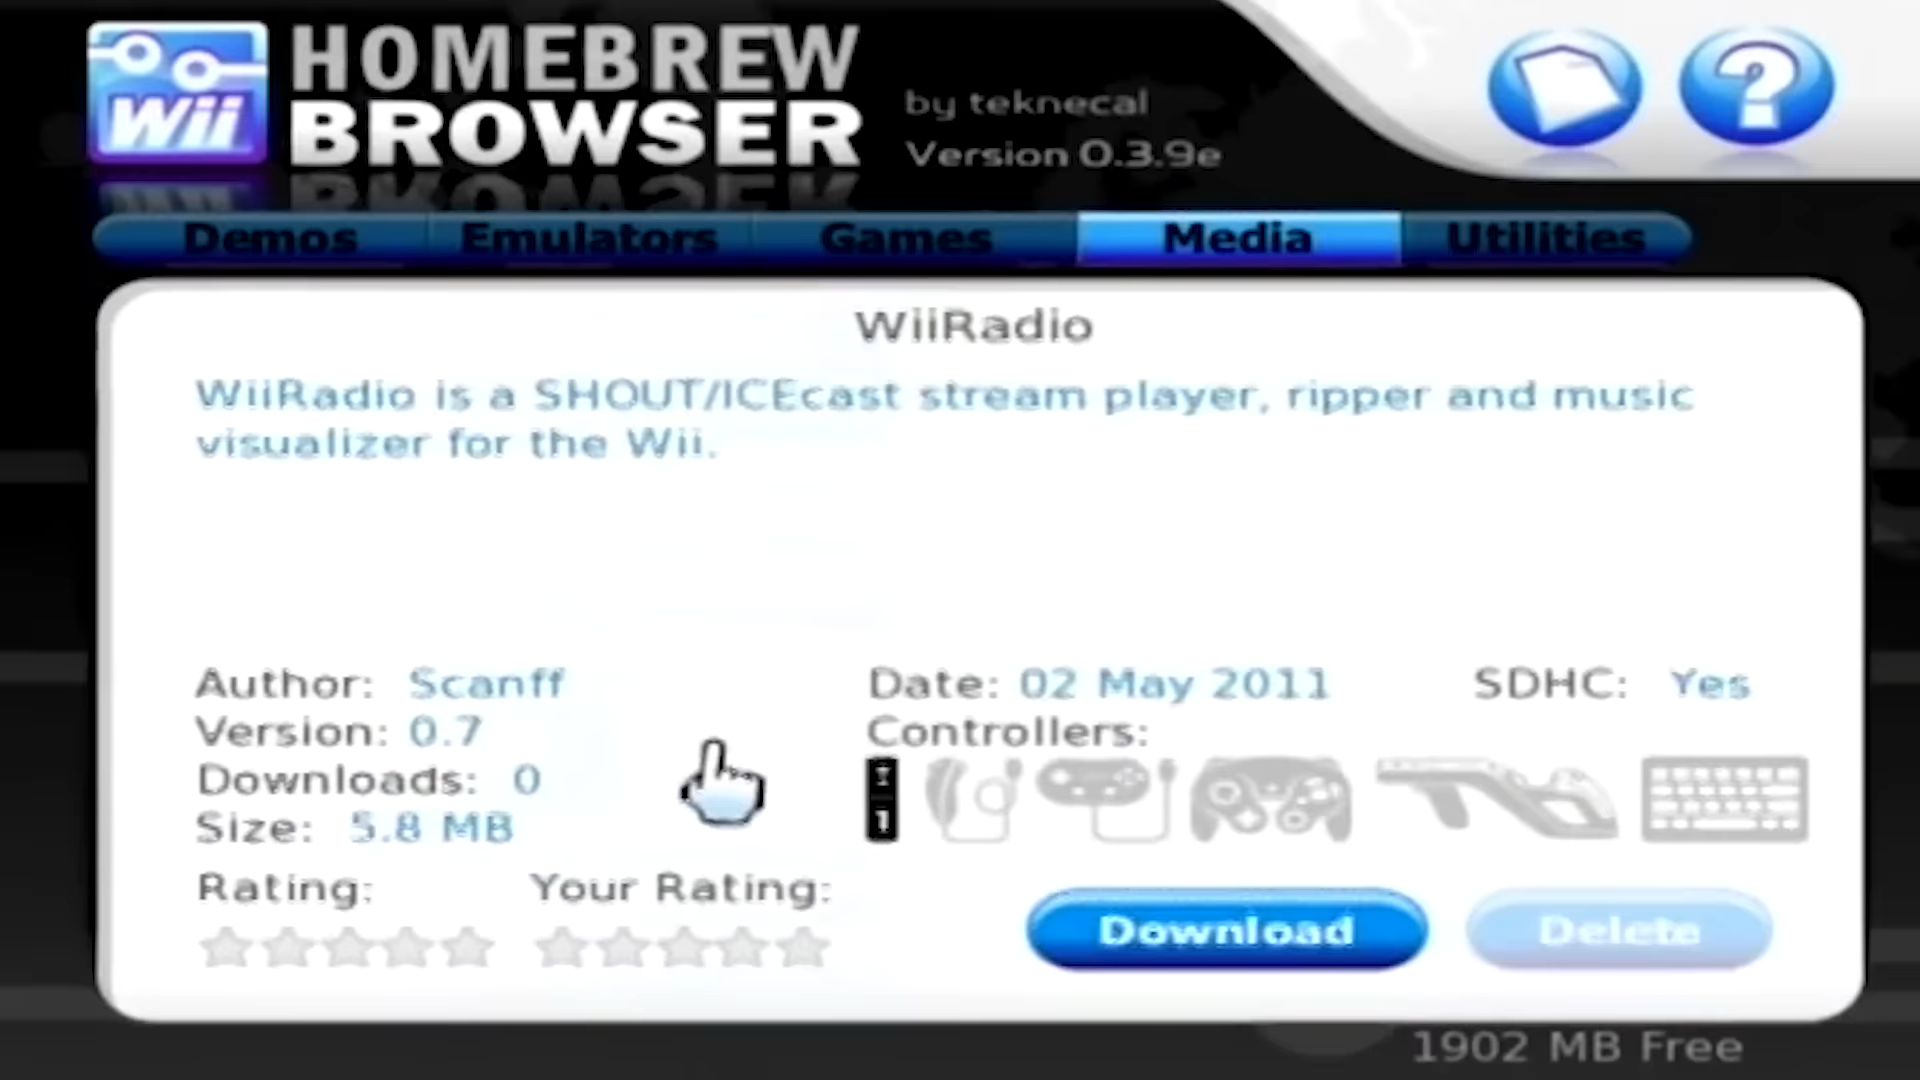 Wii
HOMEBREW
BROWSER
by teknecal
Version 0.3.9e
Demos Emulators Games Media Utilities
WiiRadio
WiiRadio is a SHOUT/ICEcast stream player, ripper and music
visualizer for the Wii.
Author: Scanff Date: 02 May 2011 SDHC: Yes
Version: 0.7 Controllers:
Downloads: 0
Size: 5.8 MB
Rating: Your Rating:
Download Delete
1902 MB Free